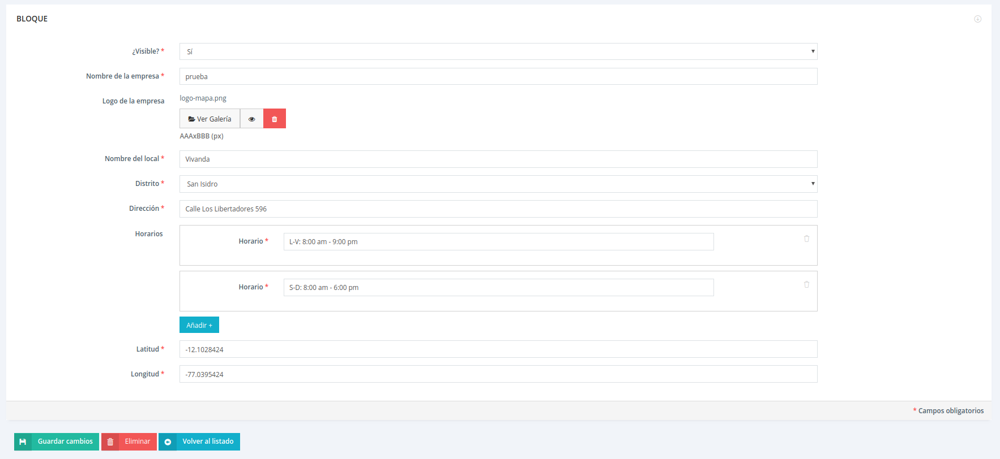 BLOQUE
¿Visible? *
Sí
Nombre de la empresa *
prueba
Logo de la empresa
logo-mapa.png
Ver Galería
AAAxBBB (px)
Nombre del local *
Vivanda
Distrito *
San Isidro
Dirección *
Calle Los Libertadores 596
Horarios
Horario *
L-V: 8:00 am - 9:00 pm
Horario *
S-D: 8:00 am - 6:00 pm
Añadir +
Latitud *
-12.1028424
Longitud *
-77.0395424
* Campos obligatorios
Guardar cambios
Eliminar
Volver al listado